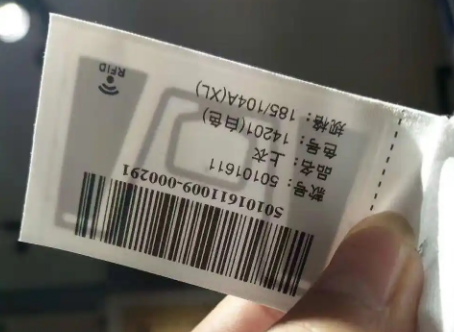 款号：50101611
品名：上衣
色号：14201(白色)
规格：185/104A(XL)
RFID
50101611009-000291